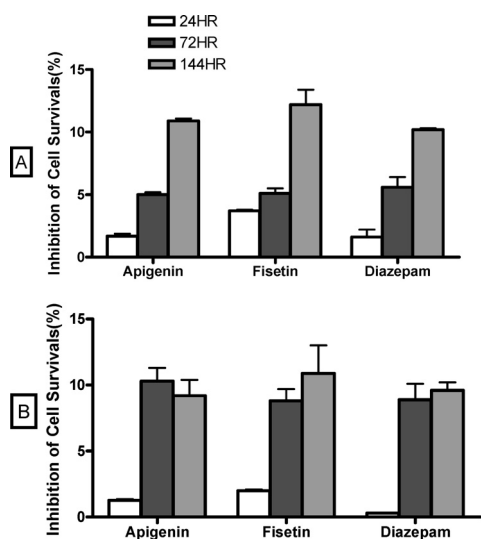 24HR
72HR
144HR
A
Inhibition of Cell Survivals(%)
15
10
5
0
Apigenin Fisetin Diazepam
B
Inhibition of Cell Survivals(%)
15
10
5
0
Apigenin Fisetin Diazepam